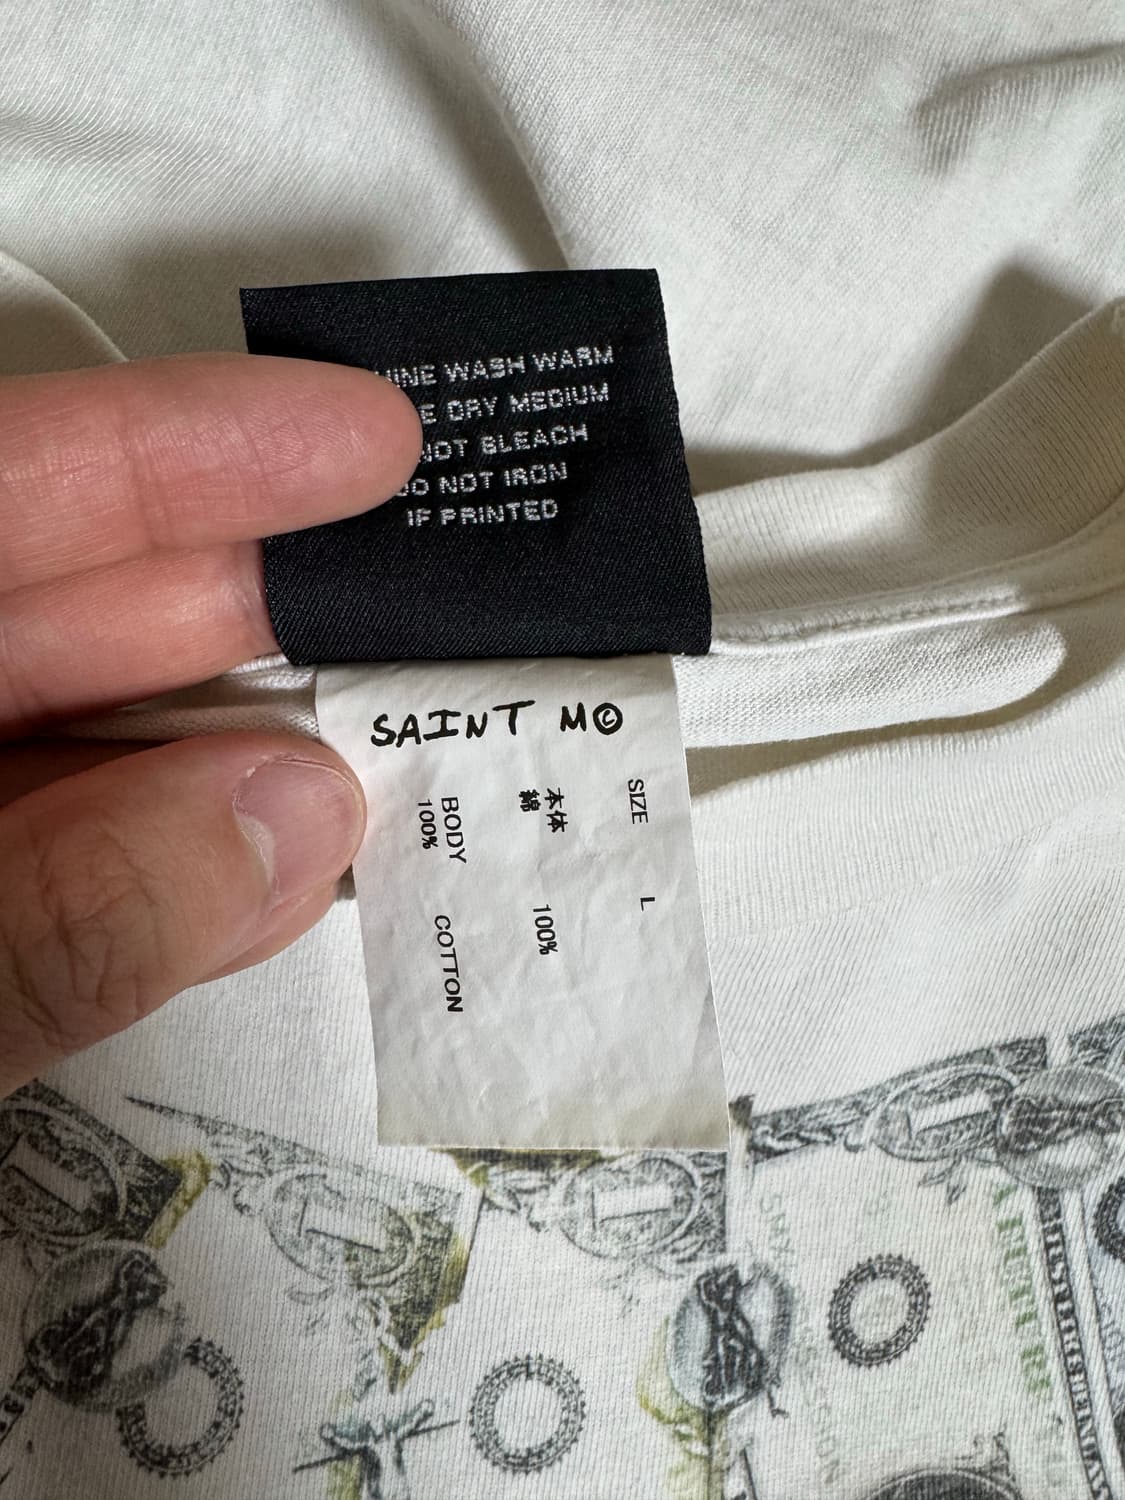 WASH WARM
DRY MEDIUM
NOT BLEACH
DO NOT IRON
IF PRINTED
SAINT M©
SIZE L
本体
綿 100%
BODY
100% COTTON